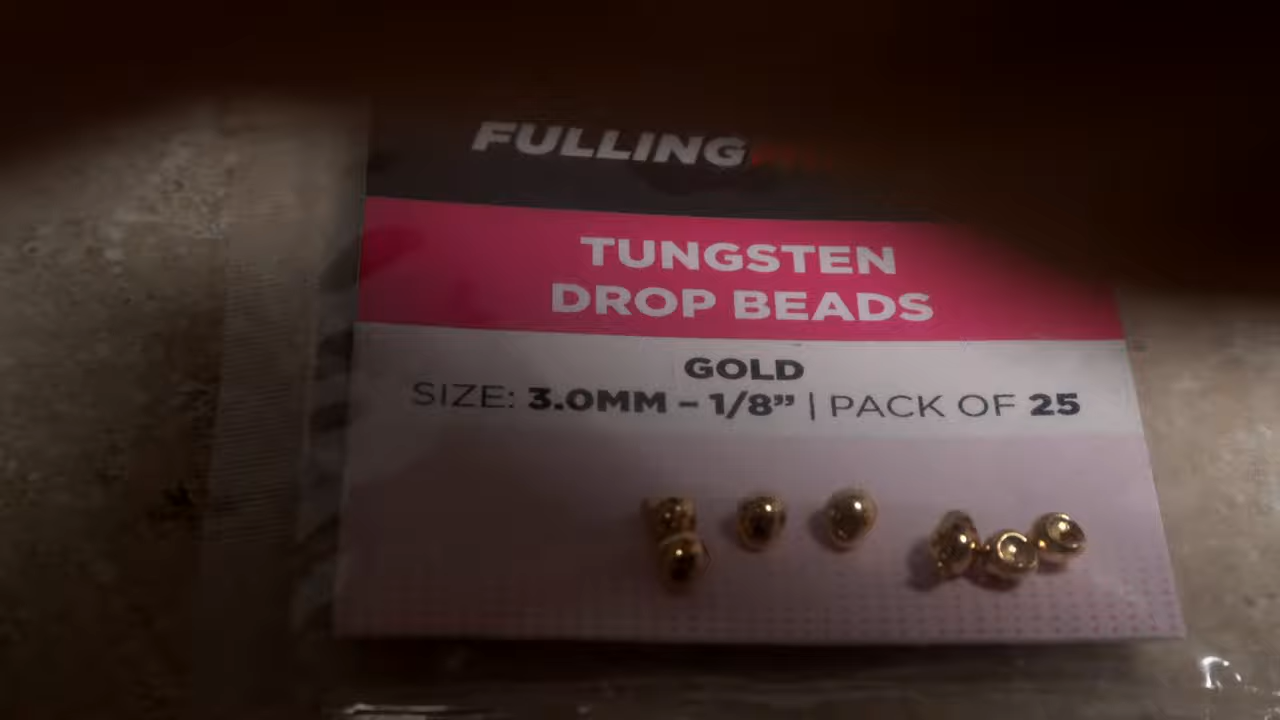 FULLING
TUNGSTEN
DROP BEADS
GOLD
SIZE: 3.0MM – 1/8” | PACK OF 25